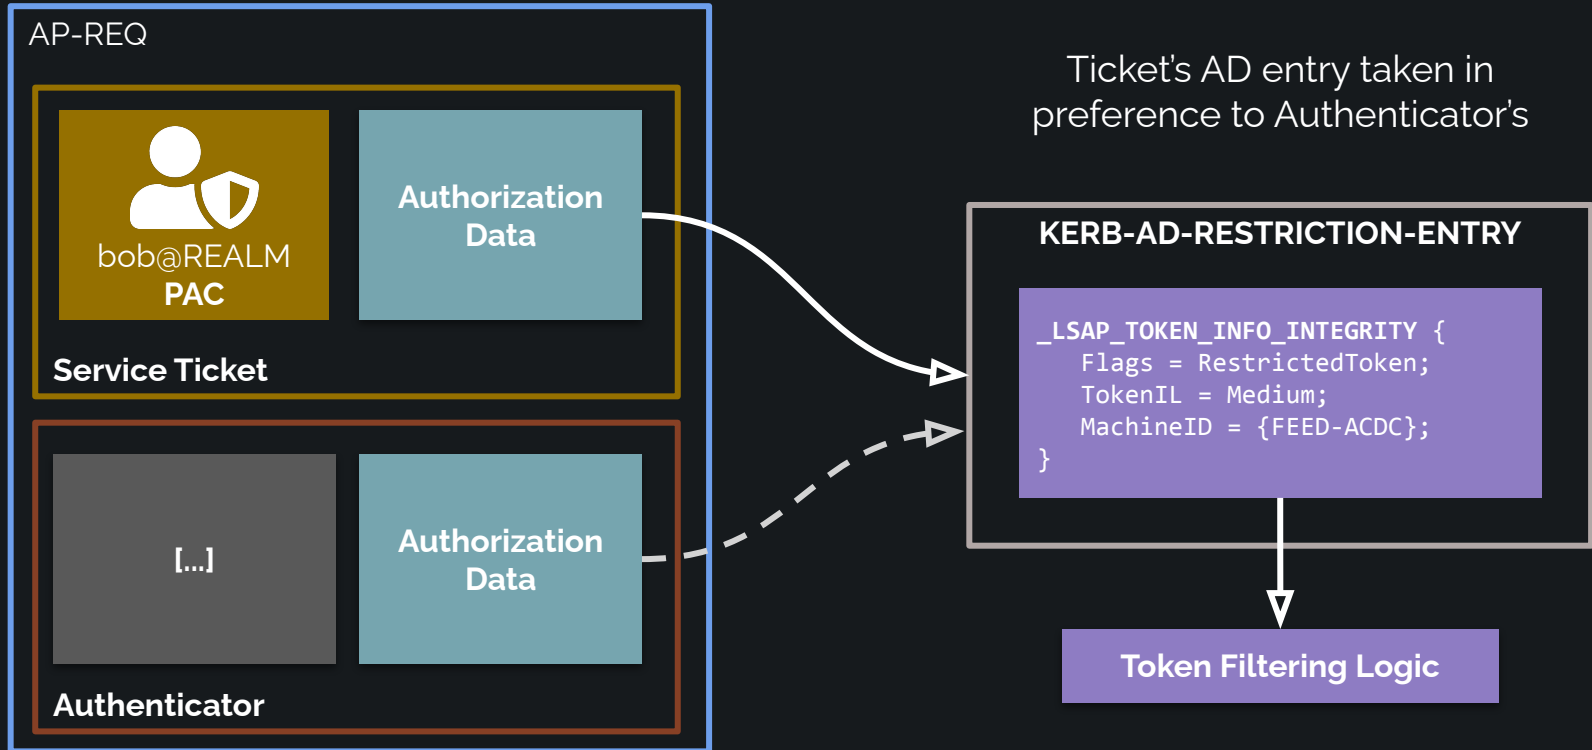 AP-REQ
bob@REALM
PAC
Authorization
Data
Service Ticket
[...]
Authorization
Data
Authenticator
Ticket’s AD entry taken in
preference to Authenticator’s
KERB-AD-RESTRICTION-ENTRY
_LSAP_TOKEN_INFO_INTEGRITY {
Flags = RestrictedToken;
TokenIL = Medium;
MachineID = {FEED-ACDC};
}
Token Filtering Logic